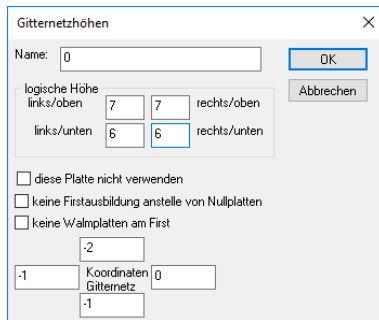 Gitternetzhöhen
Name: 0
OK
Abbrechen
logische Höhe
links/oben 7 7 rechts/oben
links/unten 6 6 rechts/unten
diese Platte nicht verwenden
keine Firstausbildung anstelle von Nullplatten
keine Walmplatten am First
-2
-1 Koordinaten 0
Gitternetz
-1